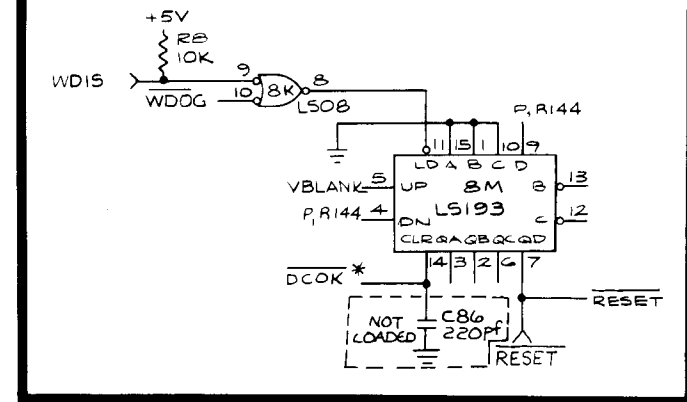 +5V
R8
10K
WDIS
9
8
8K
WDOG
10
LS08
P,R144
11 15 1 10 9
LD A B C D
VBLANK
5
UP
8M
B
13
P,R144
4
DN
LS193
C
12
CLR QA QB QC QD
14 3 2 6 7
DCOK *
RESET
NOT
LOADED
C86
220pf
RESET